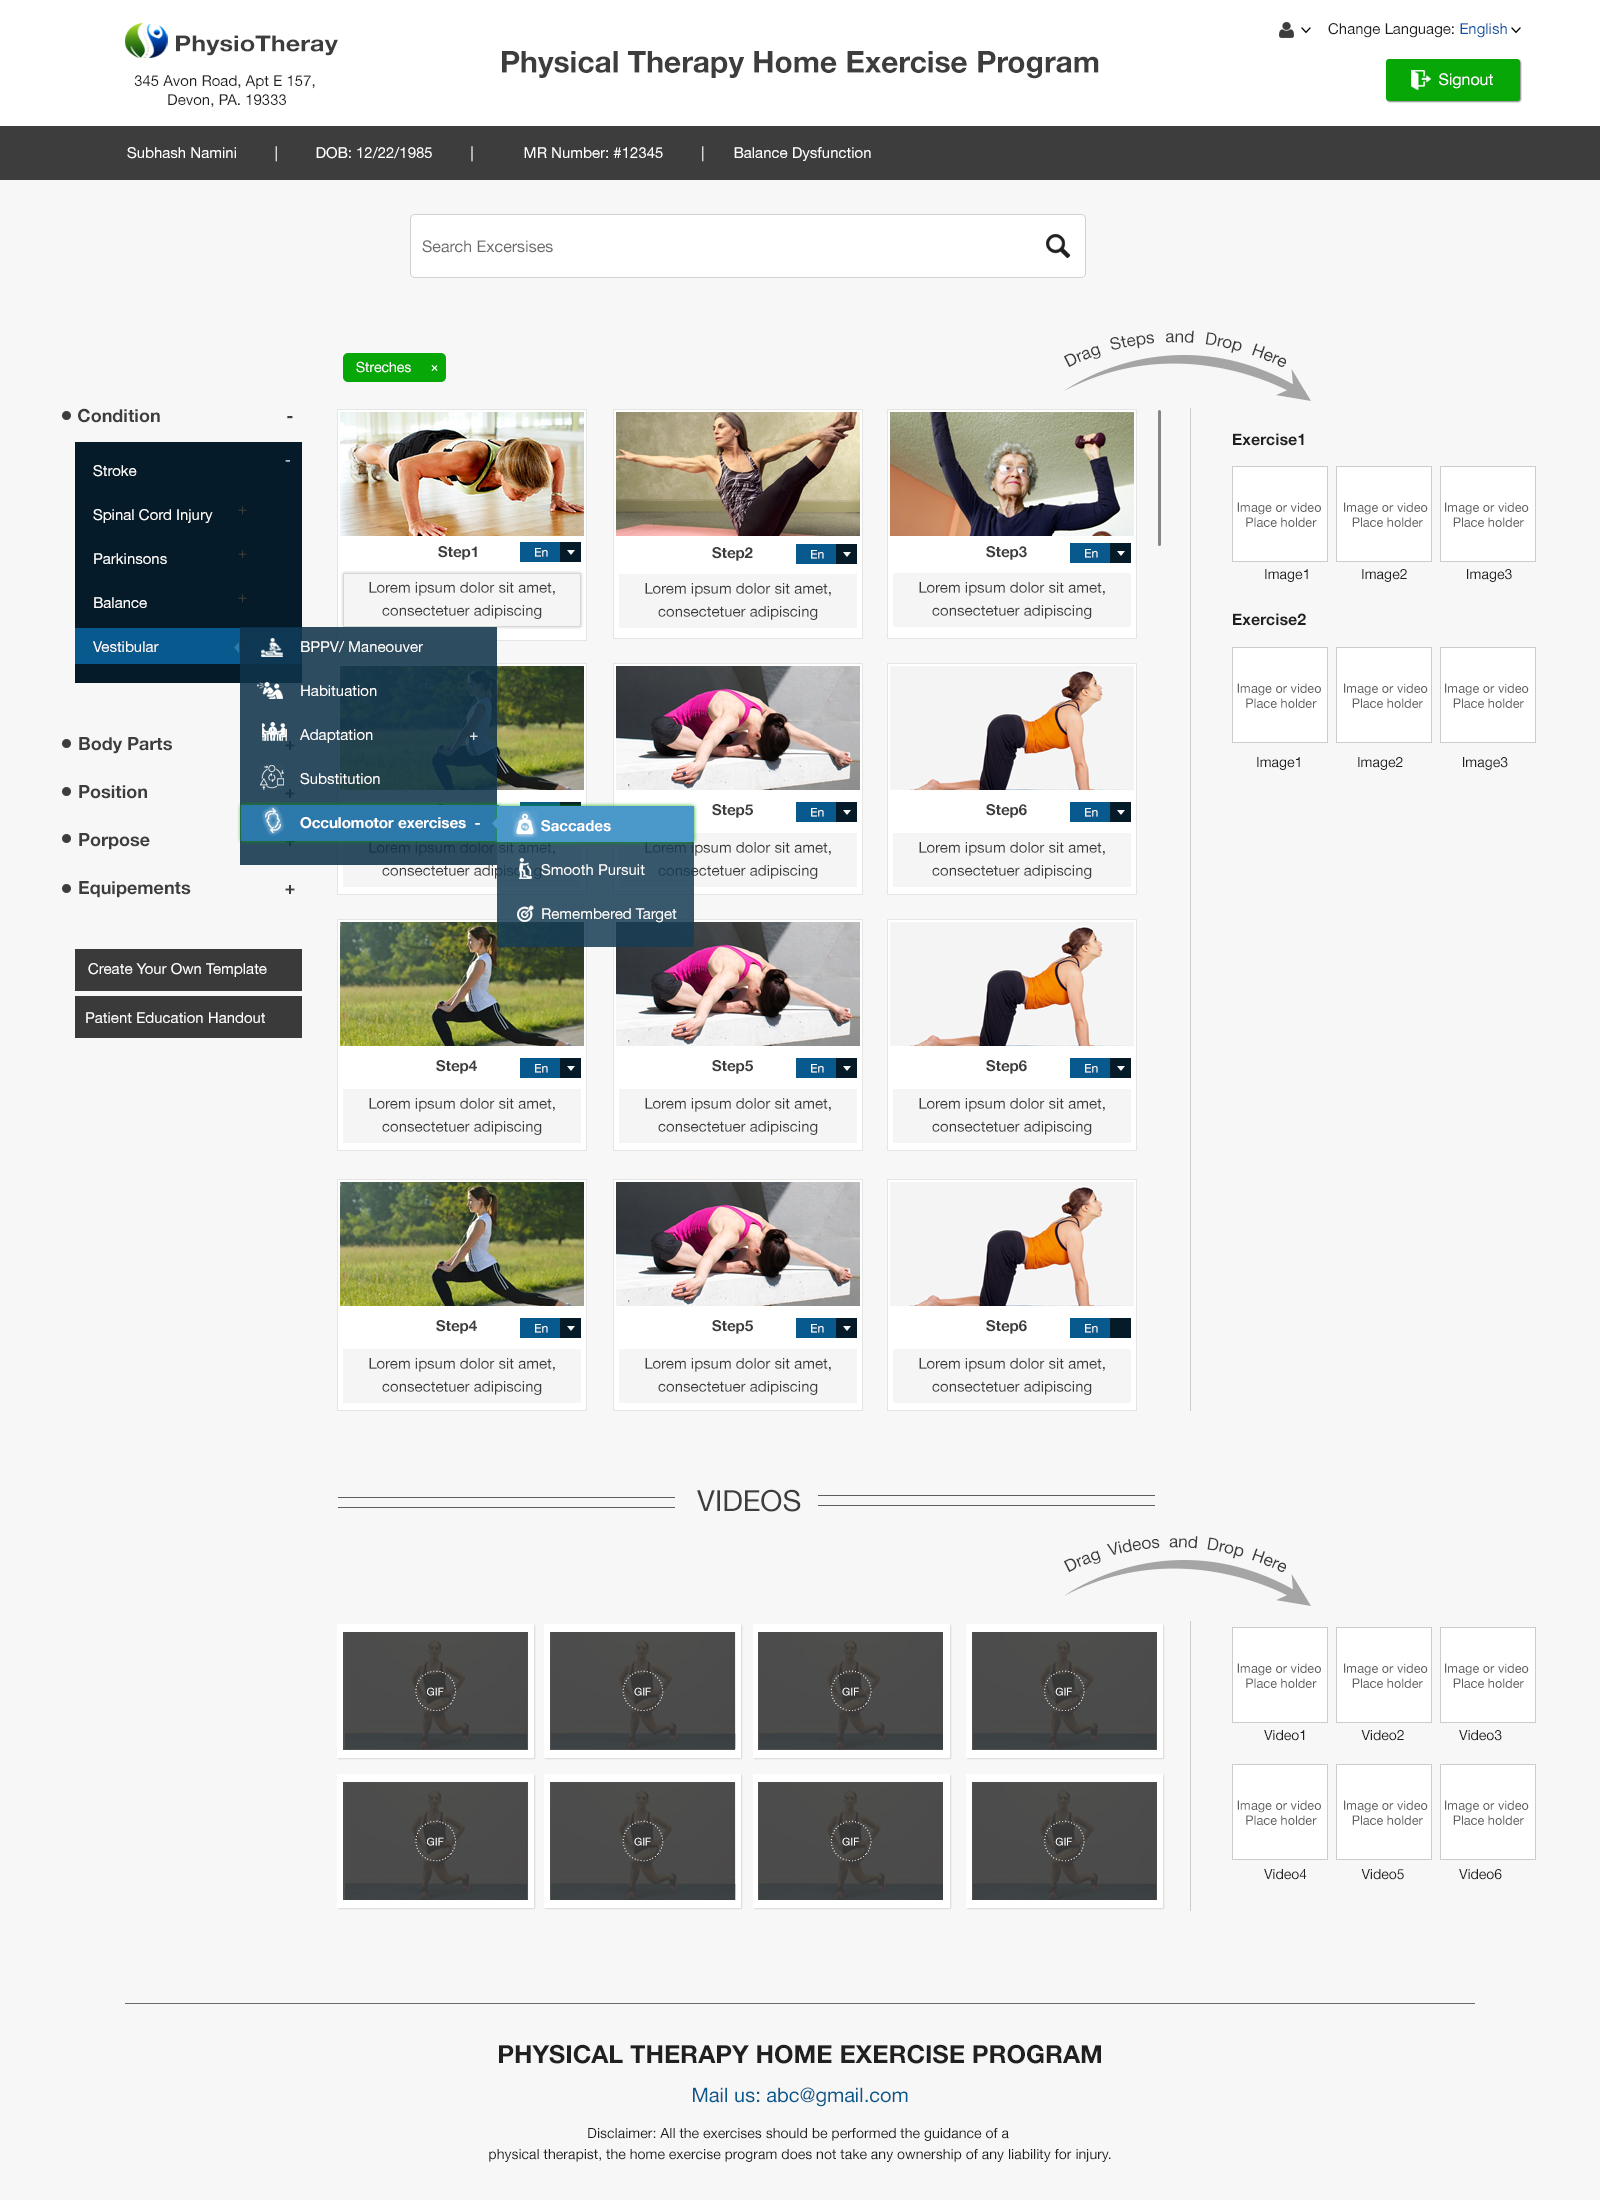 PhysioTheray
345 Avon Road, Apt E 157,
Devon, PA. 19333
Physical Therapy Home Exercise Program
Change Language: English
Signout
Subhash Namini | DOB: 12/22/1985 | MR Number: #12345 | Balance Dysfunction
Search Excersises
Streches ×
Drag Steps and Drop Here
Condition -
Stroke -
Spinal Cord Injury +
Parkinsons +
Balance +
Vestibular
BPPV/ Maneouver
Habituation
Adaptation +
Substitution
Occulomotor exercises -
Saccades
Smooth Pursuit
Remembered Target
Body Parts +
Position +
Porpose +
Equipements +
Create Your Own Template
Patient Education Handout
Step1 En
Lorem ipsum dolor sit amet,
consectetuer adipiscing
Step2 En
Lorem ipsum dolor sit amet,
consectetuer adipiscing
Step3 En
Lorem ipsum dolor sit amet,
consectetuer adipiscing
Lorem ipsum dolor sit amet,
consectetuer adipiscing
Step5 En
Lorem ipsum dolor sit amet,
consectetuer adipiscing
Step6 En
Lorem ipsum dolor sit amet,
consectetuer adipiscing
Step4 En
Lorem ipsum dolor sit amet,
consectetuer adipiscing
Step5 En
Lorem ipsum dolor sit amet,
consectetuer adipiscing
Step6 En
Lorem ipsum dolor sit amet,
consectetuer adipiscing
Step4 En
Lorem ipsum dolor sit amet,
consectetuer adipiscing
Step5 En
Lorem ipsum dolor sit amet,
consectetuer adipiscing
Step6 En
Lorem ipsum dolor sit amet,
consectetuer adipiscing
Exercise1
Image or video
Place holder
Image or video
Place holder
Image or video
Place holder
Image1 Image2 Image3
Exercise2
Image or video
Place holder
Image or video
Place holder
Image or video
Place holder
Image1 Image2 Image3
VIDEOS
Drag Videos and Drop Here
GIF GIF GIF GIF
GIF GIF GIF GIF
Image or video
Place holder
Image or video
Place holder
Image or video
Place holder
Video1 Video2 Video3
Image or video
Place holder
Image or video
Place holder
Image or video
Place holder
Video4 Video5 Video6
PHYSICAL THERAPY HOME EXERCISE PROGRAM
Mail us: abc@gmail.com
Disclaimer: All the exercises should be performed the guidance of a
physical therapist, the home exercise program does not take any ownership of any liability for injury.